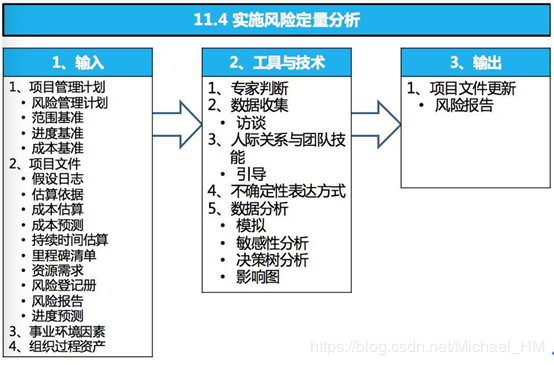 11.4 实施风险定量分析
1、输入
1、项目管理计划
• 风险管理计划
• 范围基准
• 进度基准
• 成本基准
2、项目文件
• 假设日志
• 估算依据
• 成本估算
• 成本预测
• 持续时间估算
• 里程碑清单
• 资源需求
• 风险登记册
• 风险报告
• 进度预测
3、事业环境因素
4、组织过程资产
2、工具与技术
1、专家判断
2、数据收集
• 访谈
3、人际关系与团队技
能
• 引导
4、不确定性表达方式
5、数据分析
• 模拟
• 敏感性分析
• 决策树分析
• 影响图
3、输出
1、项目文件更新
• 风险报告
https://blog.csdn.net/Michael_HM